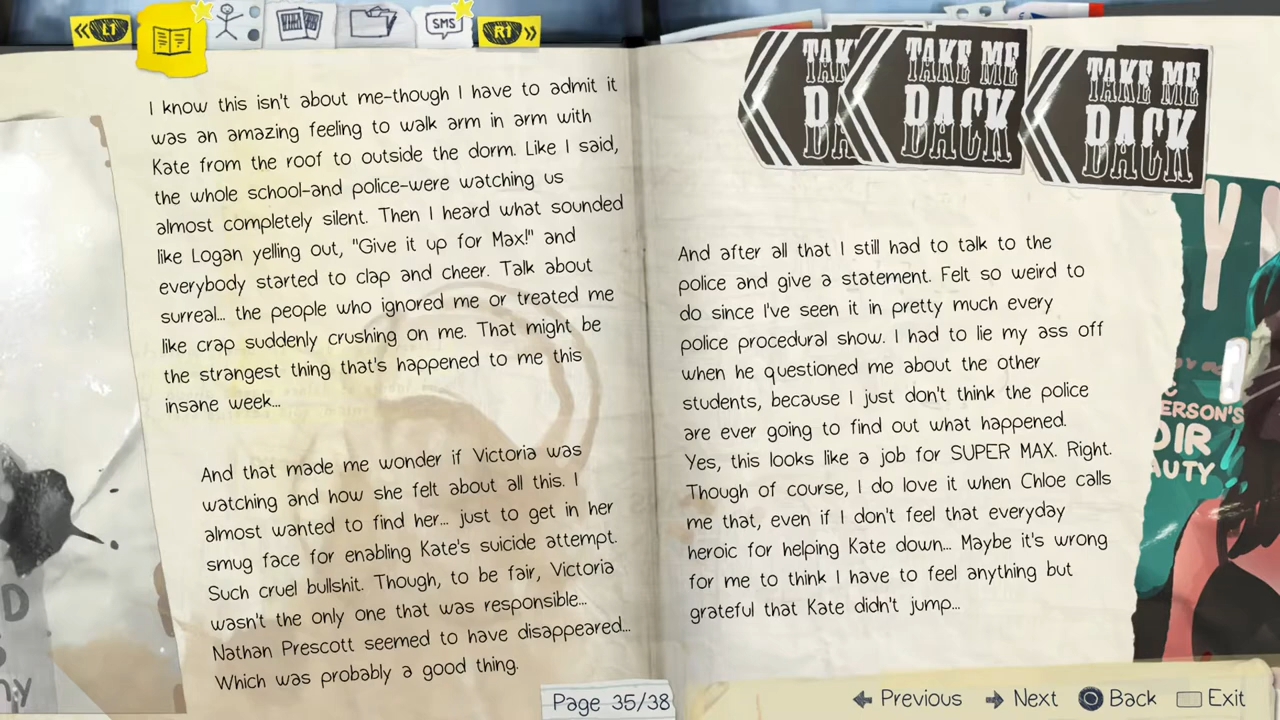 LT
SMS
R1
I know this isn't about me-though I have to admit it
was an amazing feeling to walk arm in arm with
Kate from the roof to outside the dorm. Like I said,
the whole school-and police-were watching us
almost completely silent. Then I heard what sounded
like Logan yelling out, "Give it up for Max!" and
everybody started to clap and cheer. Talk about
surreal... the people who ignored me or treated me
like crap suddenly crushing on me. That might be
the strangest thing that's happened to me this
insane week...
And that made me wonder if Victoria was
watching and how she felt about all this. I
almost wanted to find her... just to get in her
smug face for enabling Kate's suicide attempt.
Such cruel bullshit. Though, to be fair, Victoria
wasn't the only one that was responsible...
Nathan Prescott seemed to have disappeared...
Which was probably a good thing.
TAKE ME
BACK
TAKE ME
BACK
And after all that I still had to talk to the
police and give a statement. Felt so weird to
do since I've seen it in pretty much every
police procedural show. I had to lie my ass off
when he questioned me about the other
students, because I just don't think the police
are ever going to find out what happened.
Yes, this looks like a job for SUPER MAX. Right.
Though of course, I do love it when Chloe calls
me that, even if I don't feel that everyday
heroic for helping Kate down... Maybe it's wrong
for me to think I have to feel anything but
grateful that Kate didn't jump...
ERSON'S
OIR
AUTY
Page 35/38
Previous
Next
Back
Exit